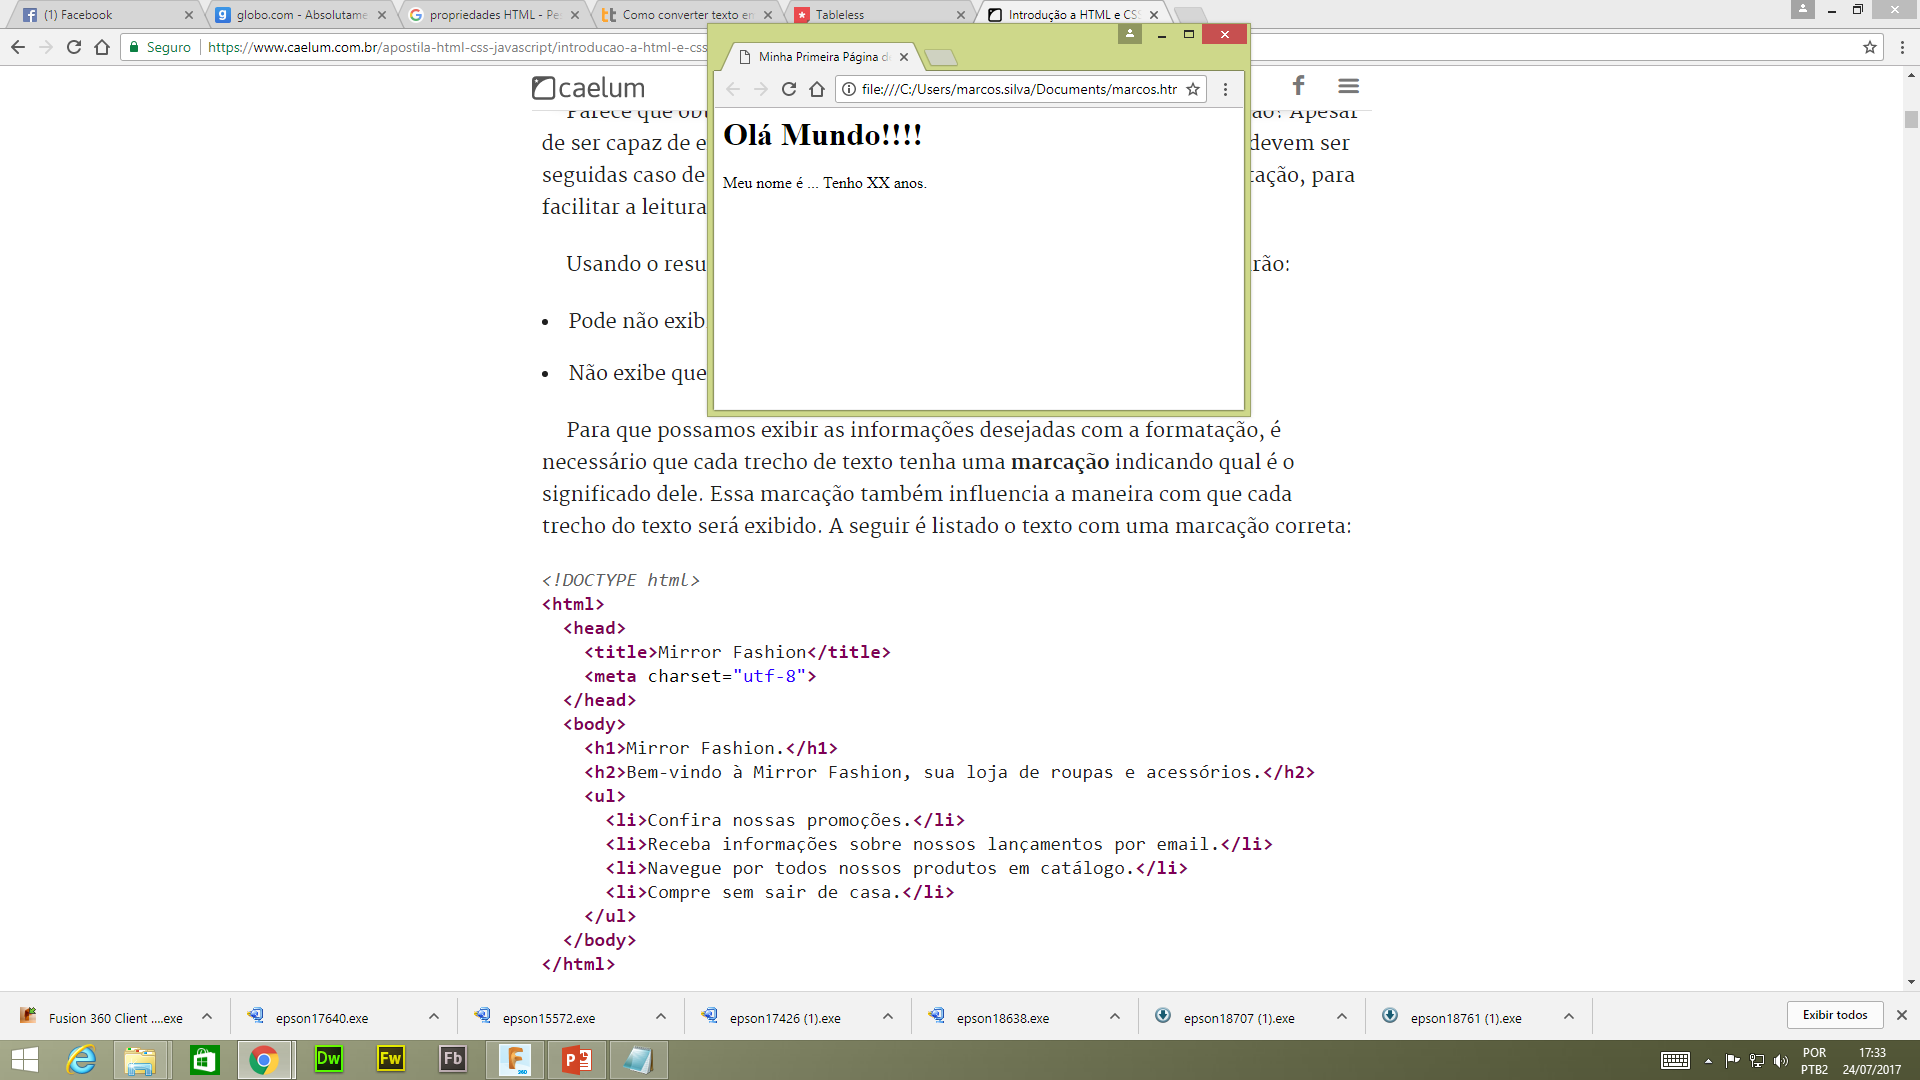 (1) Facebook
globo.com - Absolutame
propriedades HTML - Pe
Como converter texto em
Tableless
Introdução a HTML e CS
Seguro
https://www.caelum.com.br/apostila-html-css-javascript/introducao-a-html-e-css
Minha Primeira Página d
file:///C:/Users/marcos.silva/Documents/marcos.htr
Olá Mundo!!!!
Meu nome é ... Tenho XX anos.
caelum
Parece que ob
ão? Apesar
de ser capaz de e
devem ser
seguidas caso de
tação, para
facilitar a leitura
Usando o resu
rão:
• Pode não exib
• Não exibe que
Para que possamos exibir as informações desejadas com a formatação, é
necessário que cada trecho de texto tenha uma marcação indicando qual é o
significado dele. Essa marcação também influencia a maneira com que cada
trecho do texto será exibido. A seguir é listado o texto com uma marcação correta:
<!DOCTYPE html>
<html>
<head>
<title>Mirror Fashion</title>
<meta charset="utf-8">
</head>
<body>
<h1>Mirror Fashion.</h1>
<h2>Bem-vindo à Mirror Fashion, sua loja de roupas e acessórios.</h2>
<ul>
<li>Confira nossas promoções.</li>
<li>Receba informações sobre nossos lançamentos por email.</li>
<li>Navegue por todos nossos produtos em catálogo.</li>
<li>Compre sem sair de casa.</li>
</ul>
</body>
</html>
Fusion 360 Client ....exe
epson17640.exe
epson15572.exe
epson17426 (1).exe
epson18638.exe
epson18707 (1).exe
epson18761 (1).exe
Exibir todos
Dw
Fw
Fb
POR
PTB2
17:33
24/07/2017